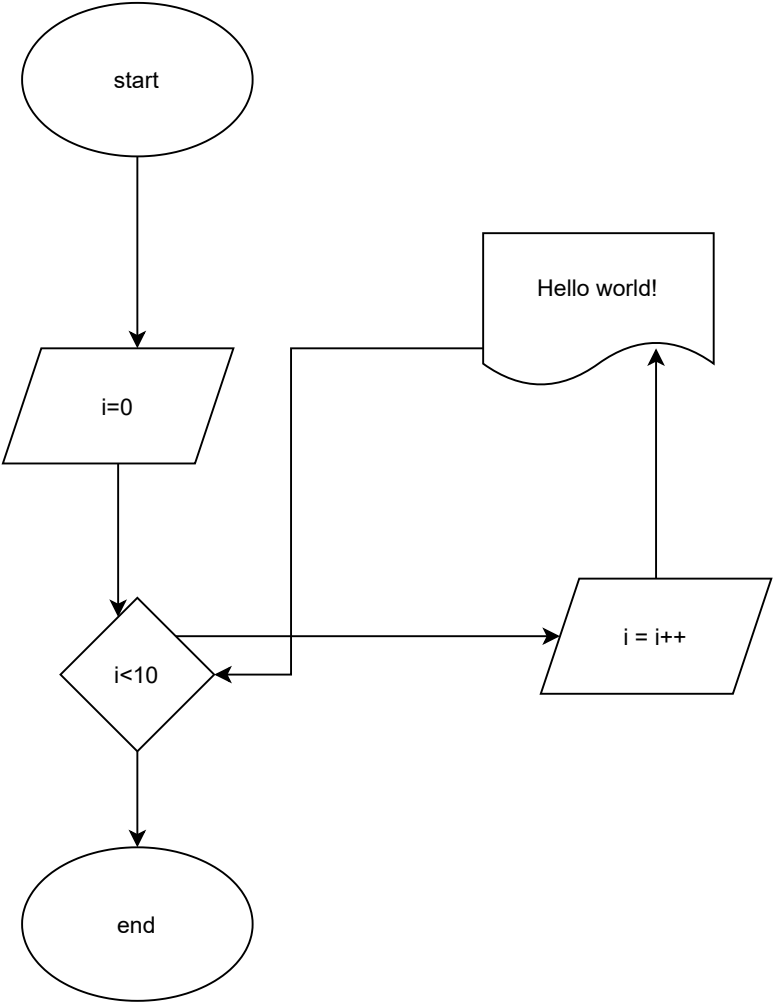 start
Hello world!
i=0
i = i++
i<10
end